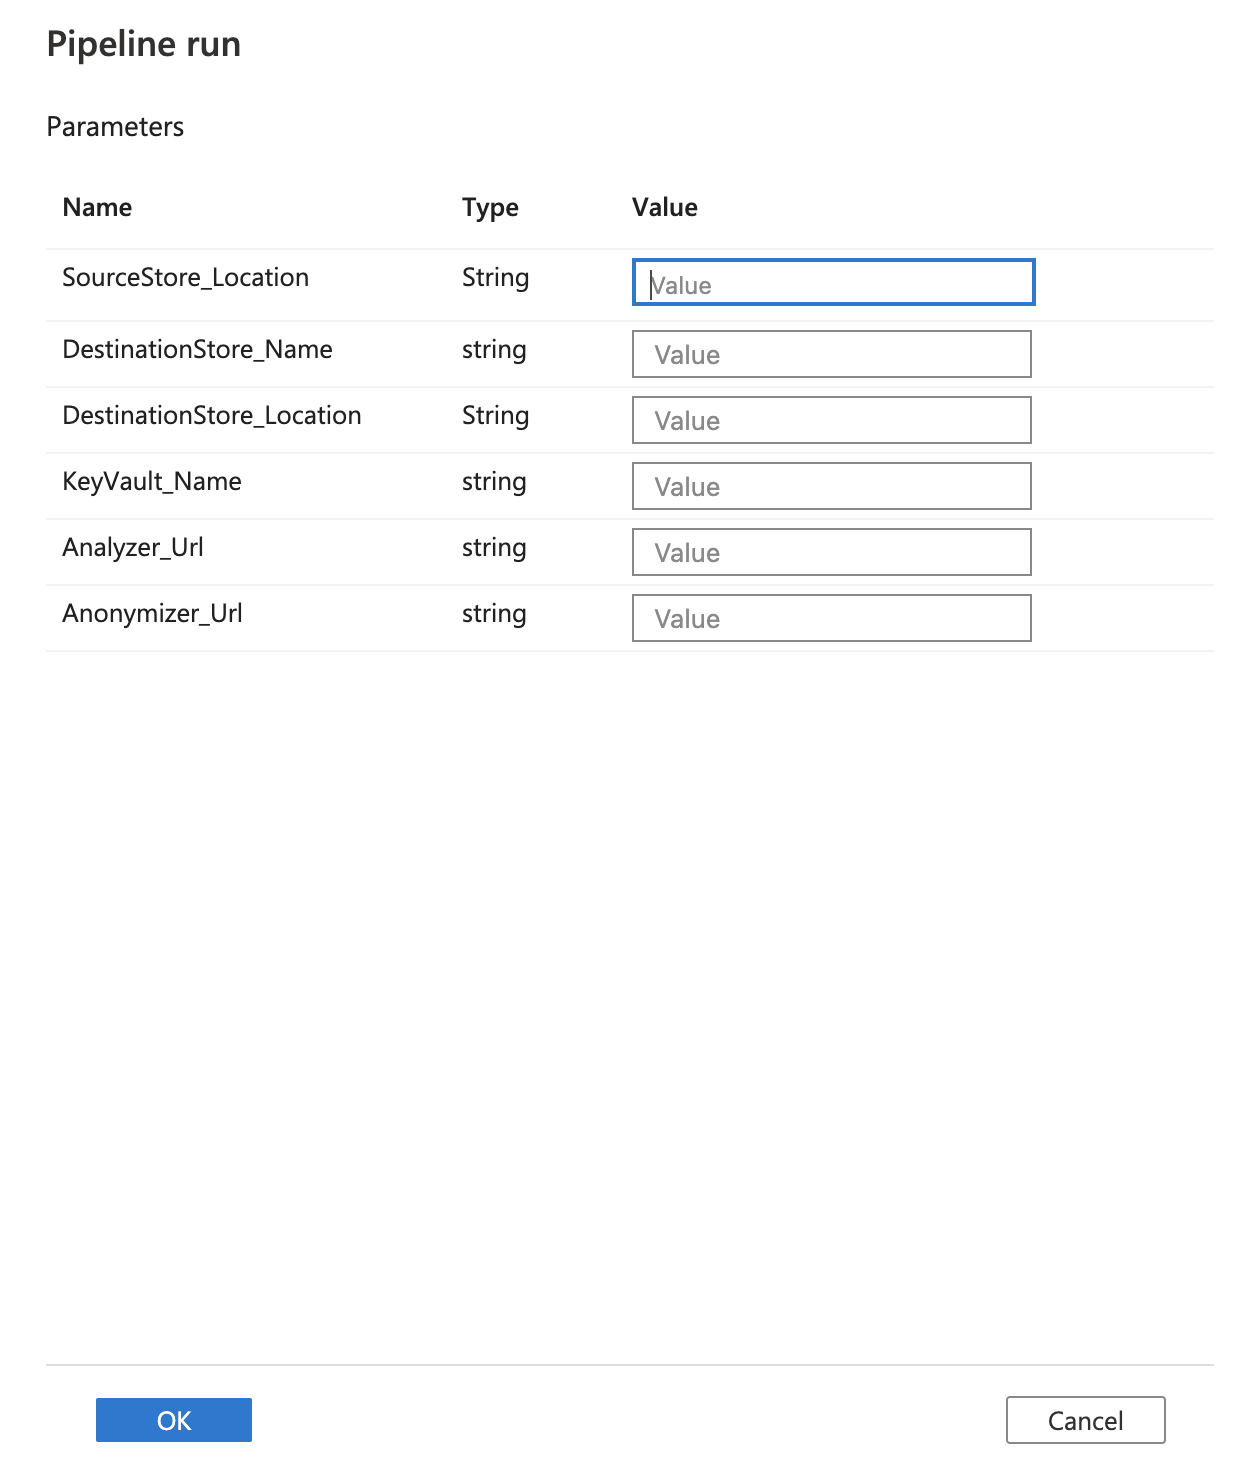 Pipeline run
Parameters
Name Type Value
SourceStore_Location String Value
DestinationStore_Name string Value
DestinationStore_Location String Value
KeyVault_Name string Value
Analyzer_Url string Value
Anonymizer_Url string Value
OK Cancel